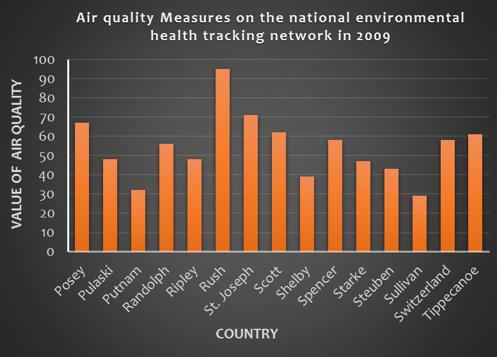 Air quality Measures on the national environmental
health tracking network in 2009
VALUE OF AIR QUALITY
100
90
80
70
60
50
40
30
20
10
0
Posey
Pulaski
Putnam
Randolph
Ripley
Rush
St. Joseph
Scott
Shelby
Spencer
Starke
Steuben
Sullivan
Switzerland
Tippecanoe
COUNTRY